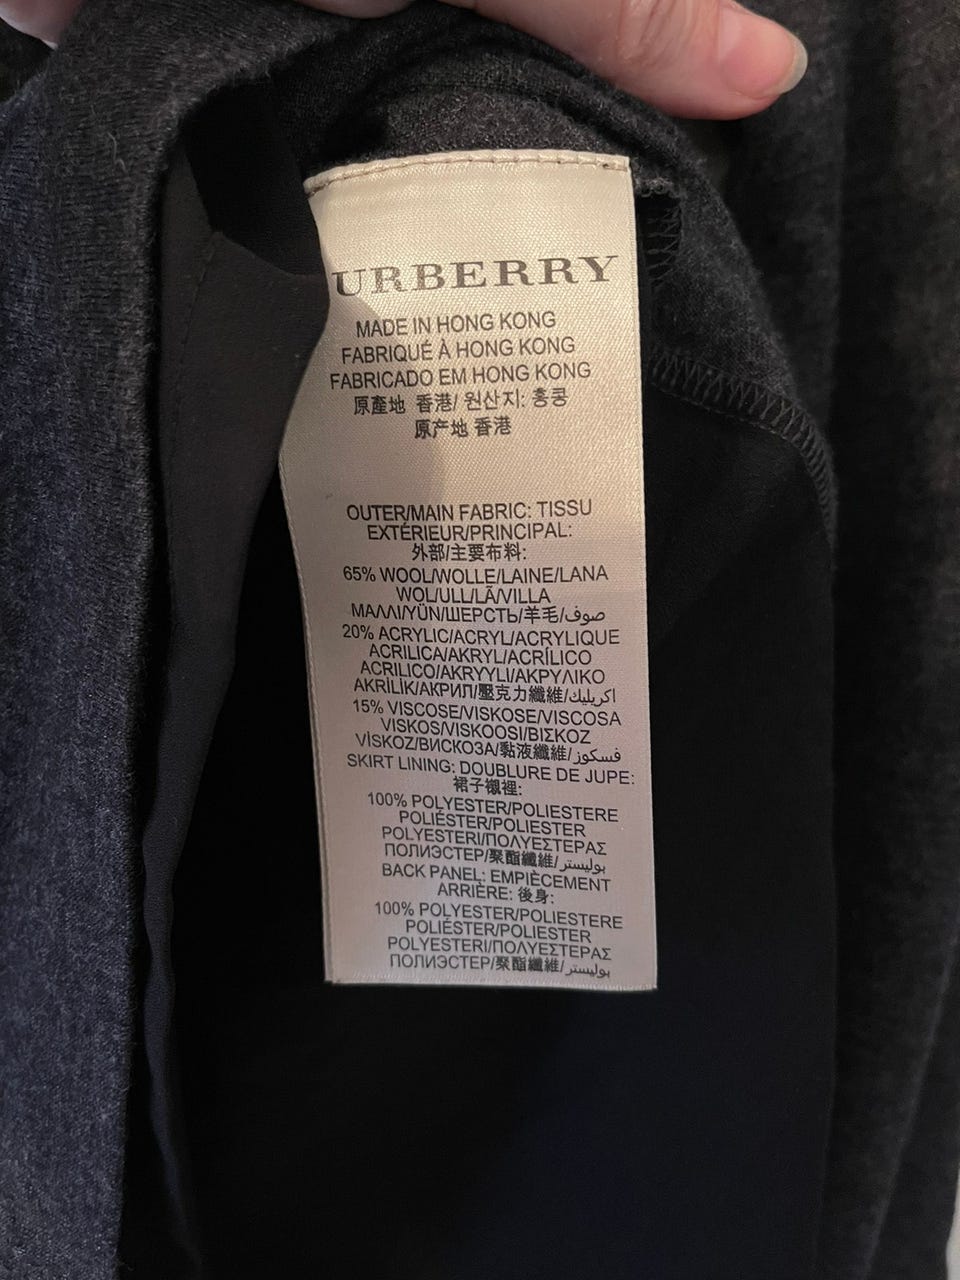 URBERRY
MADE IN HONG KONG
FABRIQUÉ À HONG KONG
FABRICADO EM HONG KONG
原產地 香港/ 원산지: 홍콩
原产地 香港
OUTER/MAIN FABRIC: TISSU
EXTÉRIEUR/PRINCIPAL:
外部/主要布料:
65% WOOL/WOLLE/LAINE/LANA
WOL/ULL/LÃ/VILLA
ΜΑΛΛΙ/YÜN/ШЕРСТЬ/羊毛/صوف
20% ACRYLIC/ACRYL/ACRYLIQUE
ACRILICA/AKRYL/ACRÍLICO
ACRILICO/AKRYYLI/ΑΚΡΥΛΙΚΟ
AKRİLİK/АКРИЛ/壓克力纖維/اكريليك
15% VISCOSE/VISKOSE/VISCOSA
VISKOS/VISKOOSI/ΒΙΣΚΟΖ
VİSKOZ/ВИСКОЗА/黏液纖維/فسكوز
SKIRT LINING: DOUBLURE DE JUPE:
裙子襯裡:
100% POLYESTER/POLIESTERE
POLIÉSTER/POLIESTER
POLYESTERI/ΠΟΛΥΕΣΤΕΡΑΣ
ПОЛИЭСТЕР/聚酯纖維/بوليستر
BACK PANEL: EMPIÈCEMENT
ARRIÈRE: 後身:
100% POLYESTER/POLIESTERE
POLIÉSTER/POLIESTER
POLYESTERI/ΠΟΛΥΕΣΤΕΡΑΣ
ПОЛИЭСТЕР/聚酯纖維/بوليستر